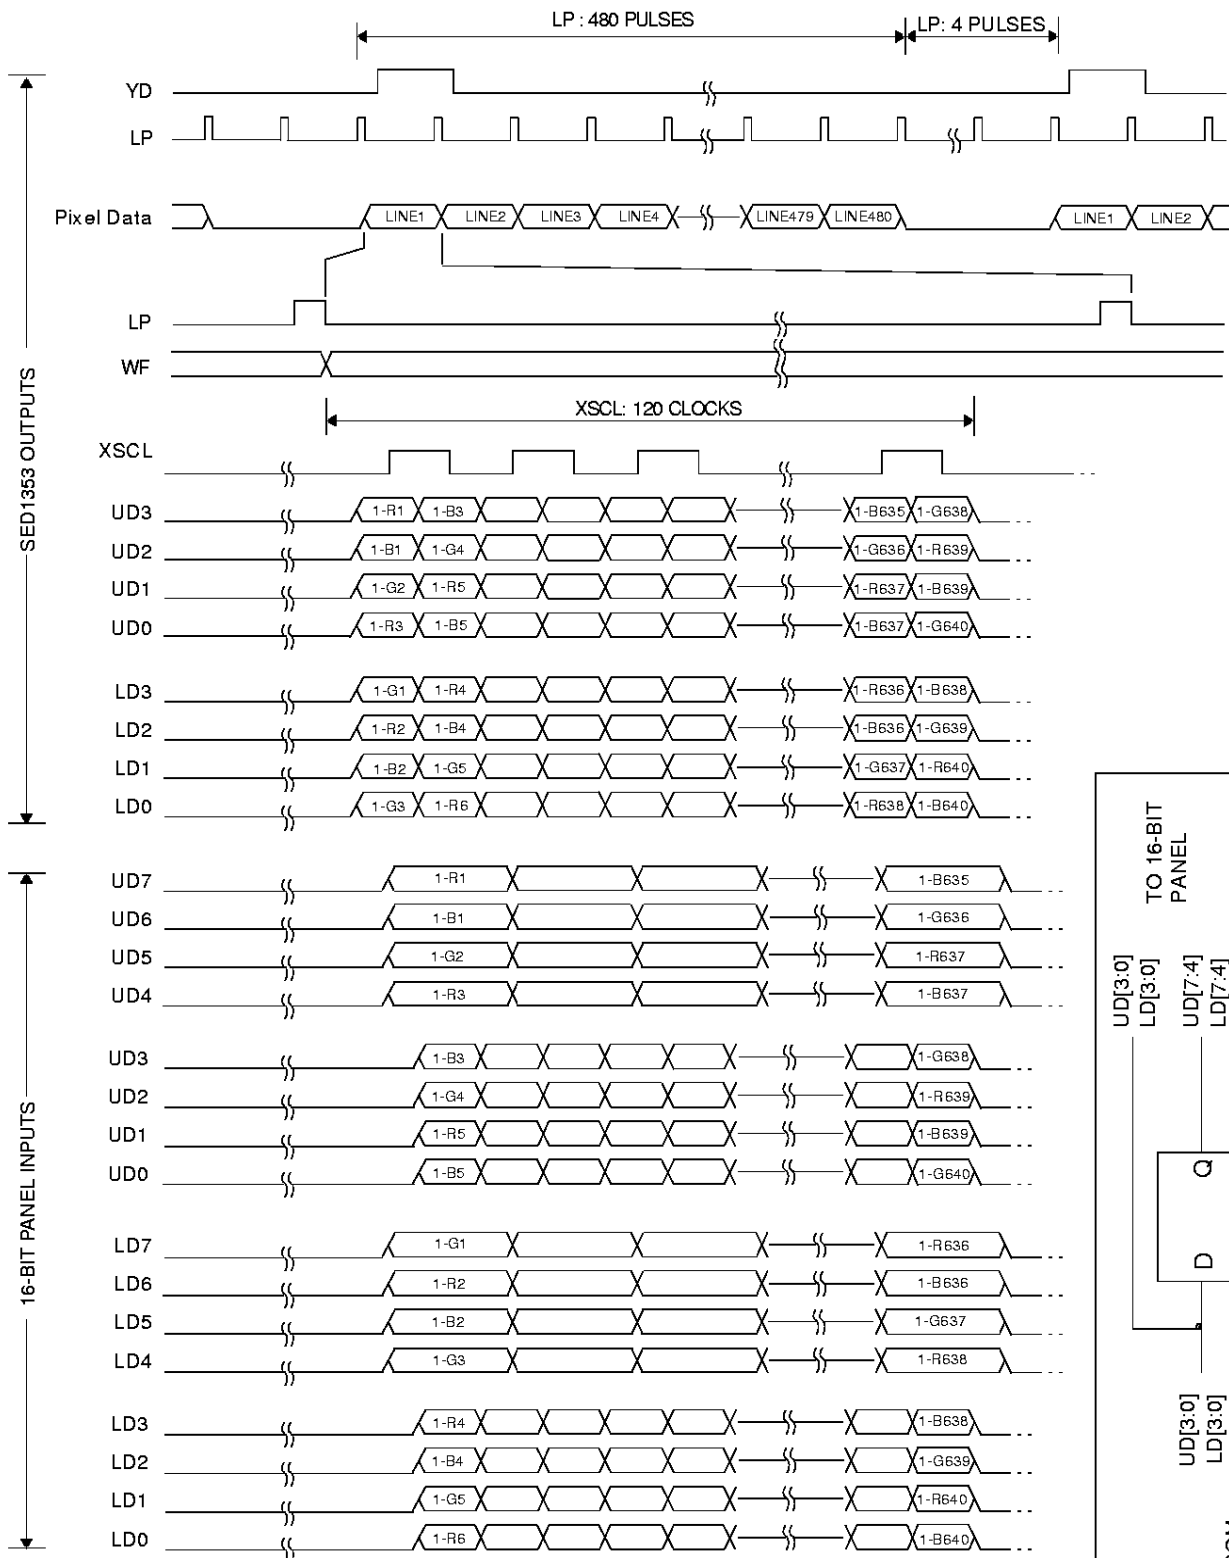 LP : 480 PULSES
LP: 4 PULSES
YD
LP
Pixel Data LINE1 LINE2 LINE3 LINE4 LINE479 LINE480 LINE1 LINE2
LP
WF
XSCL: 120 CLOCKS
XSCL
SED1353 OUTPUTS
UD3 1-R1 1-B3 1-B635 1-G638
UD2 1-B1 1-G4 1-G636 1-R639
UD1 1-G2 1-R5 1-R637 1-B639
UD0 1-R3 1-B5 1-B637 1-G640
LD3 1-G1 1-R4 1-R636 1-B638
LD2 1-R2 1-B4 1-B636 1-G639
LD1 1-B2 1-G5 1-G637 1-R640
LD0 1-G3 1-R6 1-R638 1-B640
16-BIT PANEL INPUTS
UD7 1-R1 1-B635
UD6 1-B1 1-G636
UD5 1-G2 1-R637
UD4 1-R3 1-B637
UD3 1-B3 1-G638
UD2 1-G4 1-R639
UD1 1-R5 1-B639
UD0 1-B5 1-G640
LD7 1-G1 1-R636
LD6 1-R2 1-B636
LD5 1-B2 1-G637
LD4 1-G3 1-R638
LD3 1-R4 1-B638
LD2 1-B4 1-G639
LD1 1-G5 1-R640
LD0 1-R6 1-B640
TO 16-BIT
PANEL
UD[3:0]
LD[3:0]
UD[7:4]
LD[7:4]
Q
D
UD[3:0]
LD[3:0]